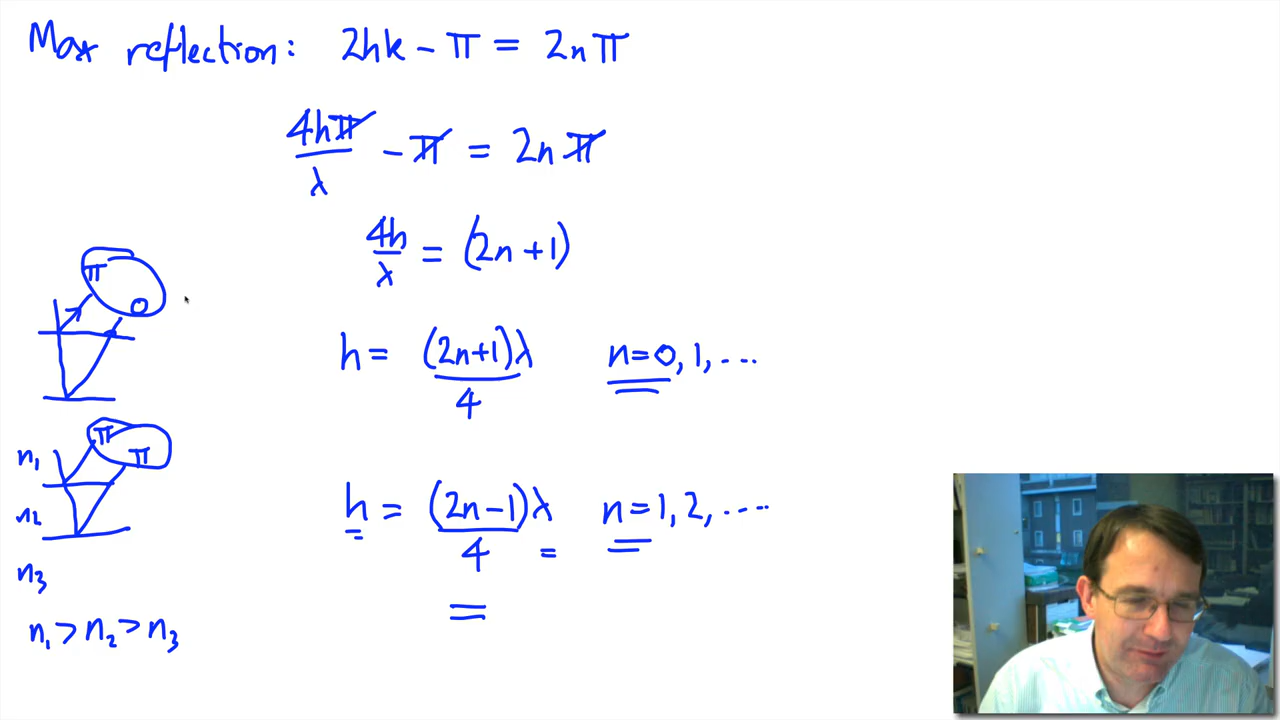 Max reflection: 2hk - π = 2nπ
4hπ/λ - π = 2nπ
4h/λ = (2n+1)
π
0
h = (2n+1)λ/4 n=0,1,...
π
π
n₁
n₂
n₃
h = (2n-1)λ/4 = n=1,2,....
=
n₁ > n₂ > n₃